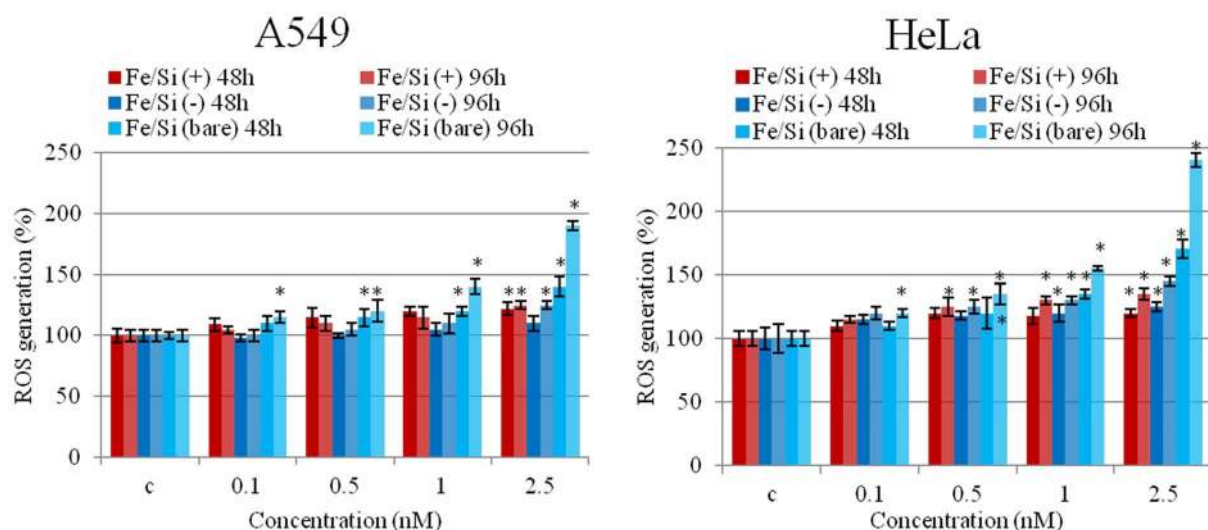 A549
Fe/Si (+) 48h Fe/Si (+) 96h
Fe/Si (-) 48h Fe/Si (-) 96h
Fe/Si (bare) 48h Fe/Si (bare) 96h
ROS generation (%)
250
200
150
100
50
0
* * * * * * * * * * *
c 0.1 0.5 1 2.5
Concentration (nM)
HeLa
Fe/Si (+) 48h Fe/Si (+) 96h
Fe/Si (-) 48h Fe/Si (-) 96h
Fe/Si (bare) 48h Fe/Si (bare) 96h
ROS generation (%)
250
200
150
100
50
0
* * * * * * * * * * * * * * * *
c 0.1 0.5 1 2.5
Concentration (nM)